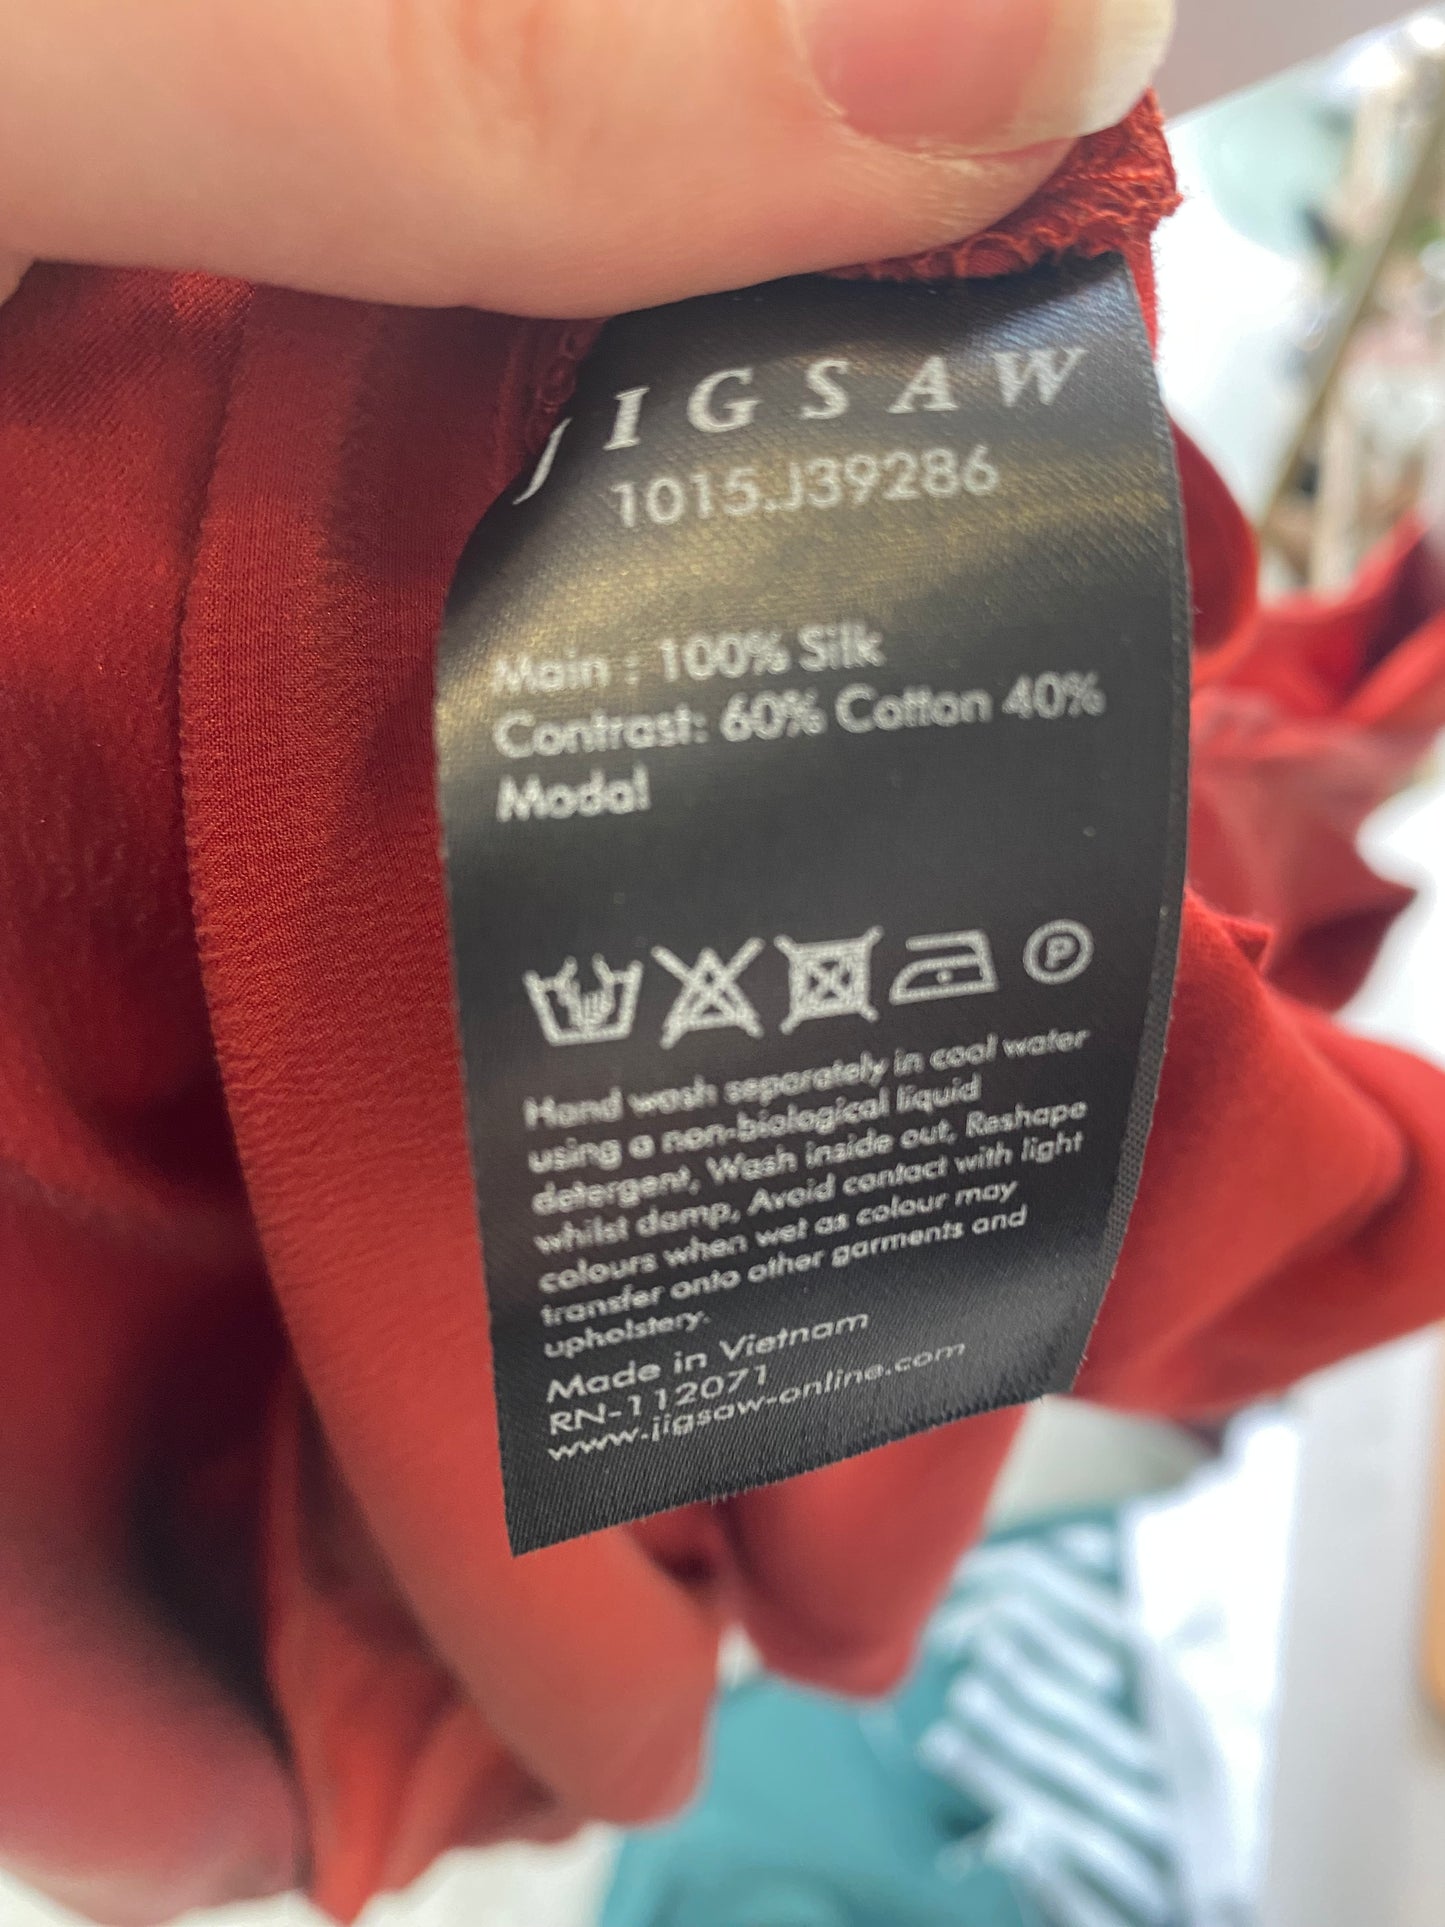 JIGSAW
1015.J39286
Main : 100% Silk
Contrast: 60% Cotton 40%
Modal
P
Hand wash separately in cool water
using a non-biological liquid
detergent, Wash inside out, Reshape
whilst damp, Avoid contact with light
colours when wet as colour may
transfer onto other garments and
upholstery.
Made in Vietnam
RN-112071
www.jigsaw-online.com